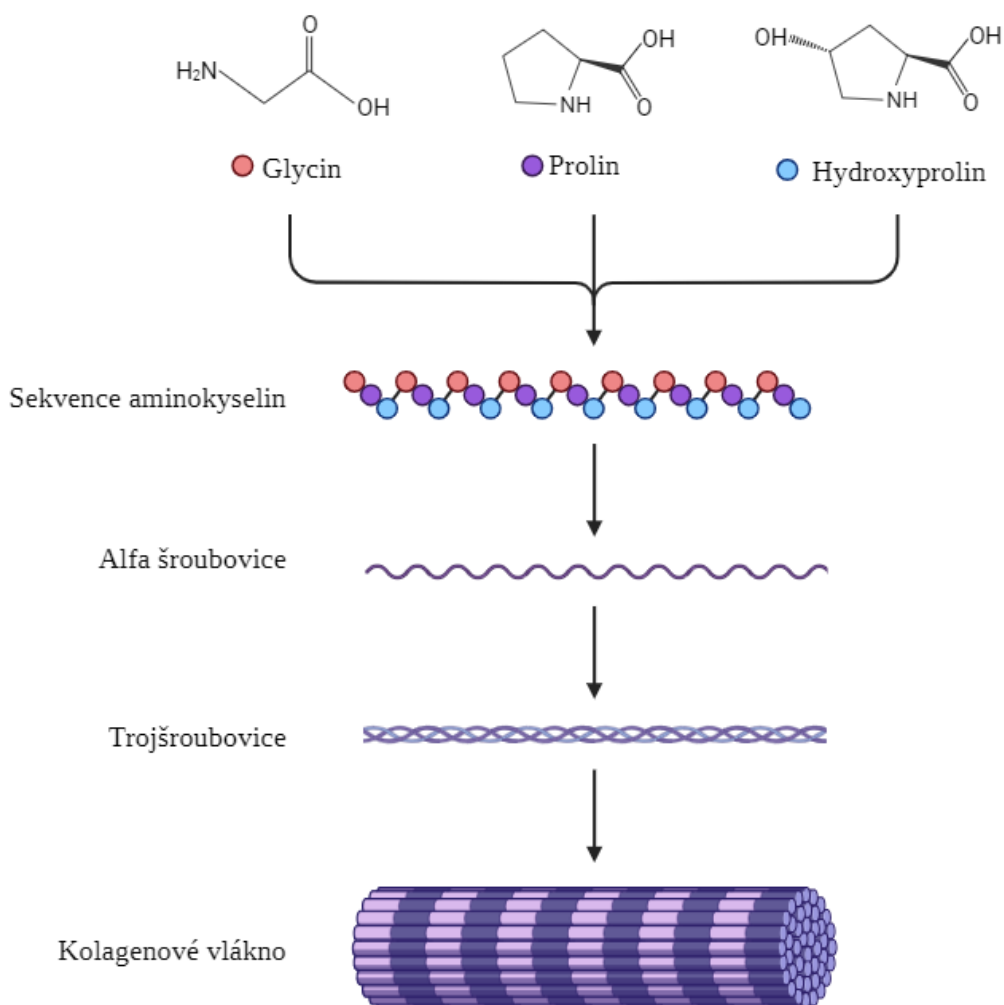 O
H₂N
OH
OH
NH
O
OH
OH
NH
O
Glycin
Prolin
Hydroxyprolin
Sekvence aminokyselin
Alfa šroubovice
Trojšroubovice
Kolagenové vlákno